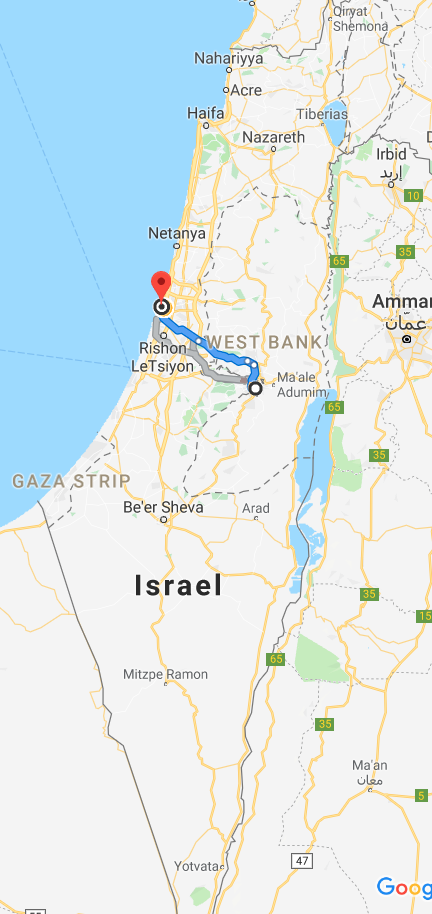 Qiryat
Shemona
Nahariyya
Acre
Haifa
Tiberias
Nazareth
Irbid
إربد
10
35
Netanya
65
Amman
عمان
WEST BANK
Rishon
LeTsiyon
Ma'ale
Adumim
65
GAZA STRIP
35
Be'er Sheva
Arad
Israel
35
15
65
Mitzpe Ramon
35
Ma'an
معان
5
47
Yotvata
Goog